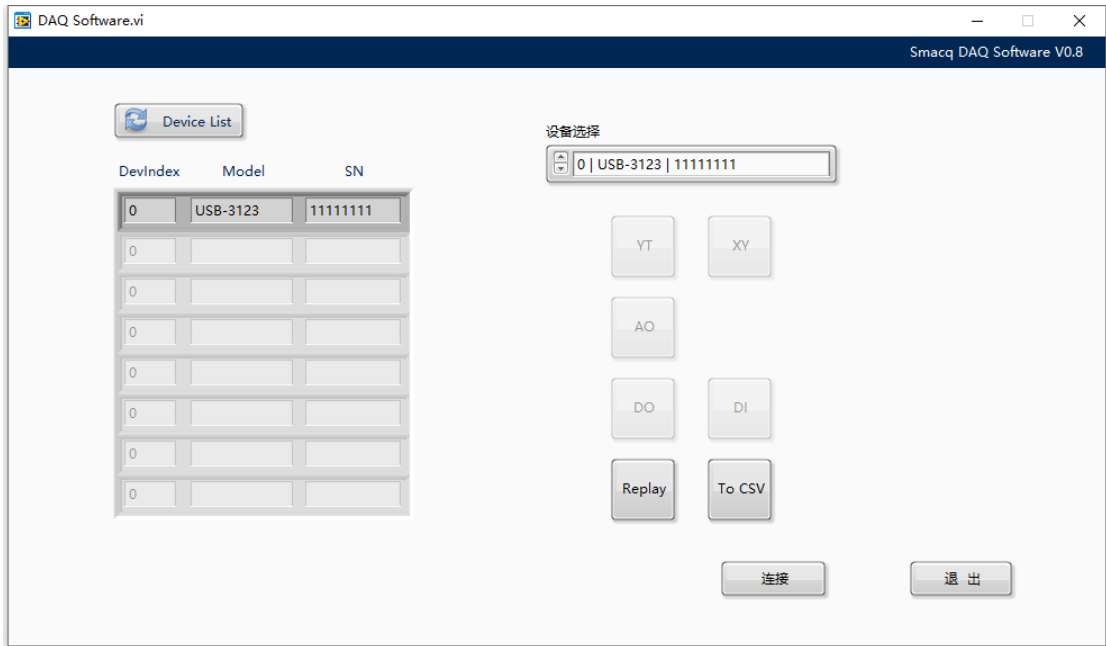 DAQ Software.vi
Smacq DAQ Software V0.8
Device List
DevIndex Model SN
0 USB-3123 11111111
0
0
0
0
0
0
0
设备选择
0 | USB-3123 | 11111111
YT XY
AO
DO DI
Replay To CSV
连接 退 出